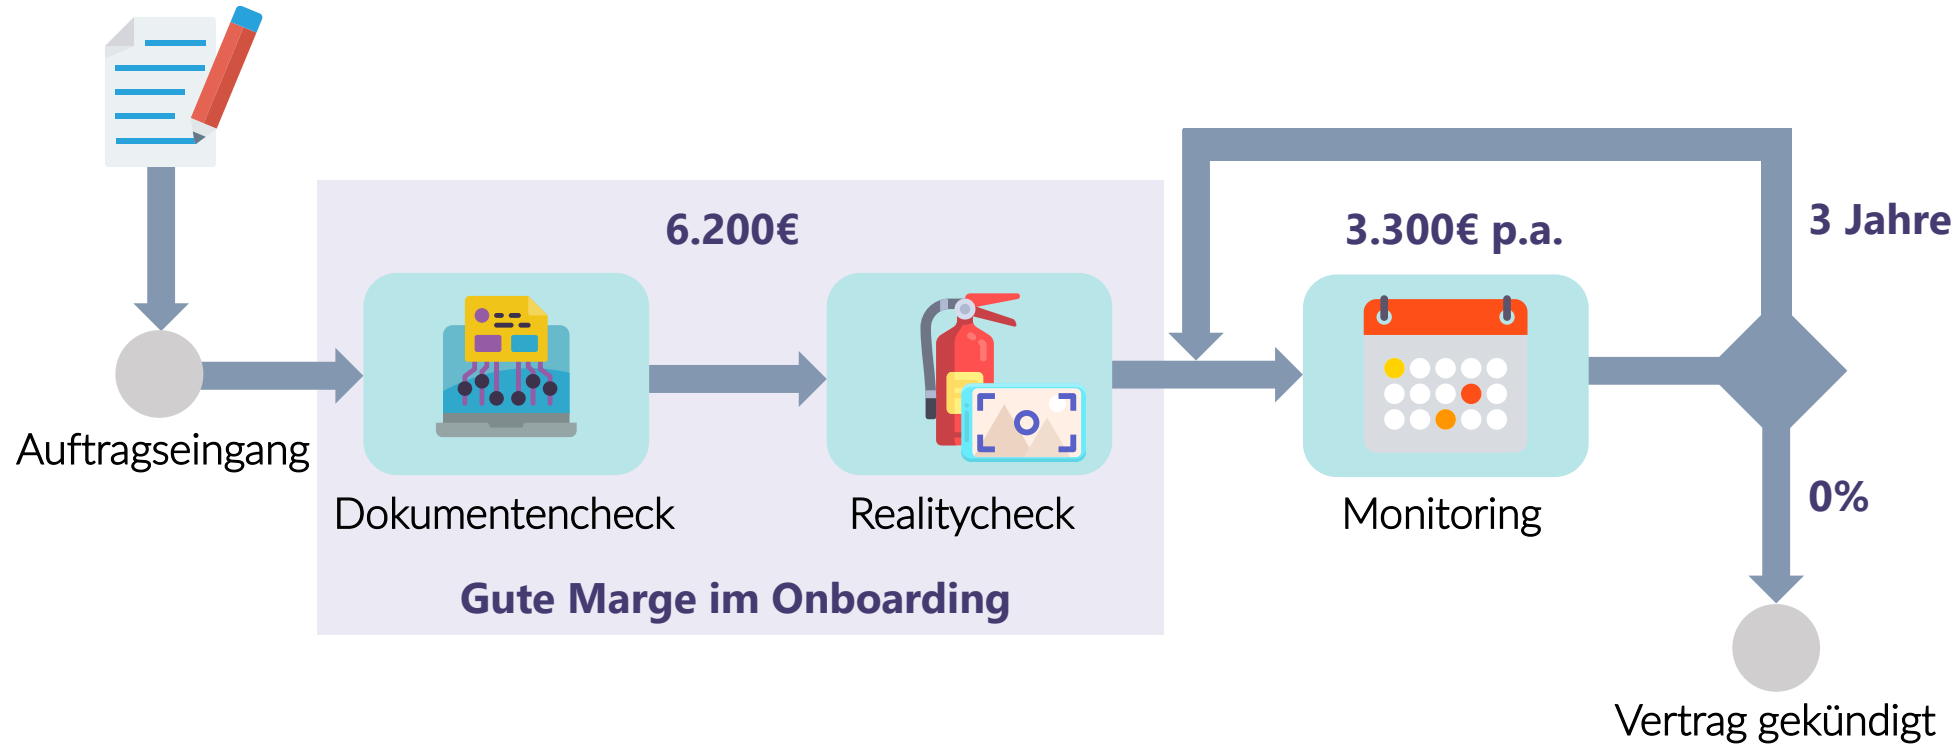 6.200€
3.300€ p.a.
3 Jahre
Auftragseingang
Dokumentencheck
Realitycheck
Monitoring
0%
Gute Marge im Onboarding
Vertrag gekündigt